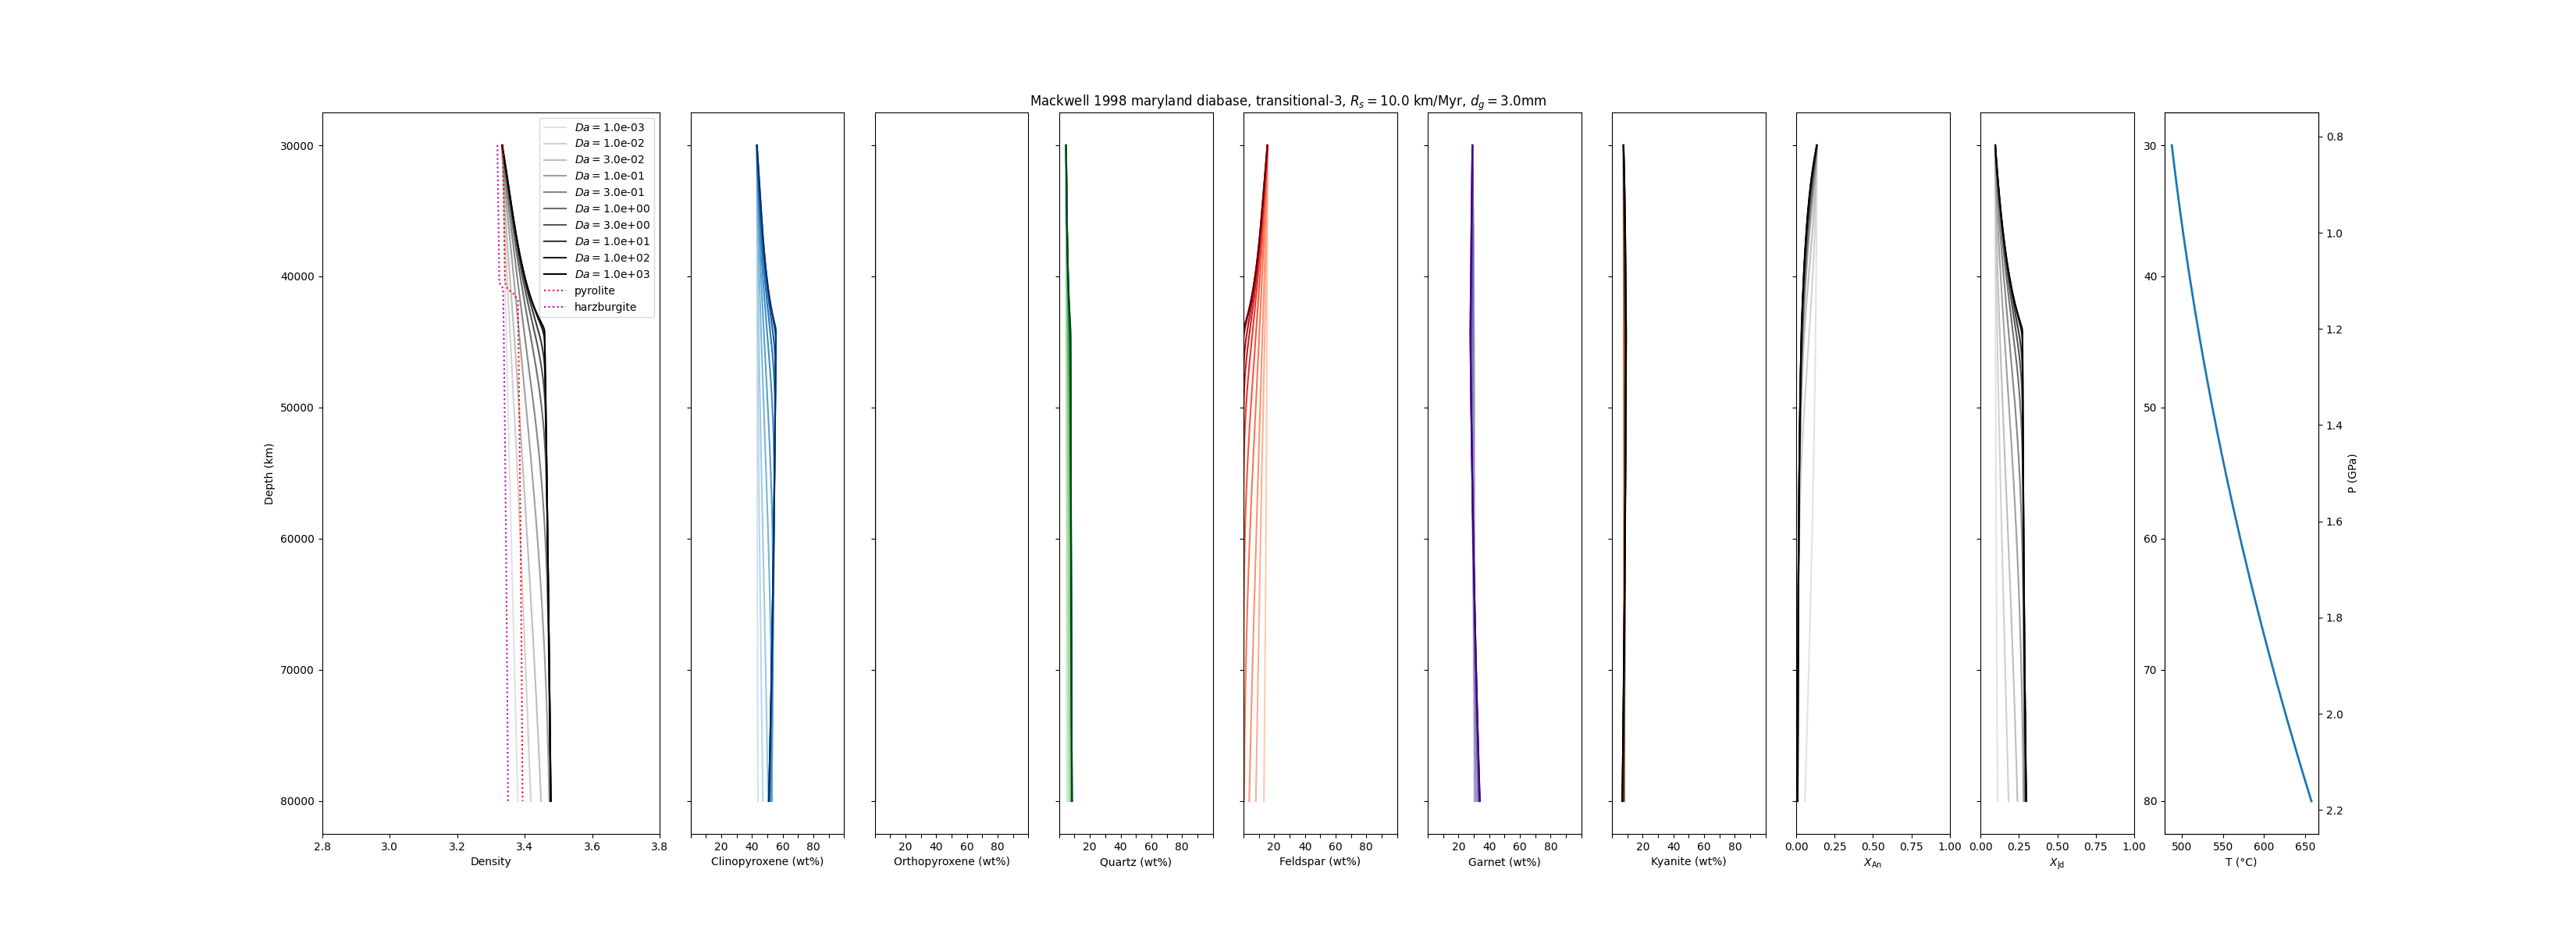 Mackwell 1998 maryland diabase, transitional-3, R_s = 10.0 km/Myr, d_g = 3.0mm
Da = 1.0e-03
Da = 1.0e-02
Da = 3.0e-02
Da = 1.0e-01
Da = 3.0e-01
Da = 1.0e+00
Da = 3.0e+00
Da = 1.0e+01
Da = 1.0e+02
Da = 1.0e+03
pyrolite
harzburgite
30000
40000
50000
60000
70000
80000
Depth (km)
2.8 3.0 3.2 3.4 3.6 3.8
Density
20 40 60 80
Clinopyroxene (wt%)
20 40 60 80
Orthopyroxene (wt%)
20 40 60 80
Quartz (wt%)
20 40 60 80
Feldspar (wt%)
20 40 60 80
Garnet (wt%)
20 40 60 80
Kyanite (wt%)
0.00 0.25 0.50 0.75 1.00
X_An
0.00 0.25 0.50 0.75 1.00
X_Jd
30
40
50
60
70
80
500 550 600 650
T (°C)
0.8
1.0
1.2
1.4
1.6
1.8
2.0
2.2
P (GPa)